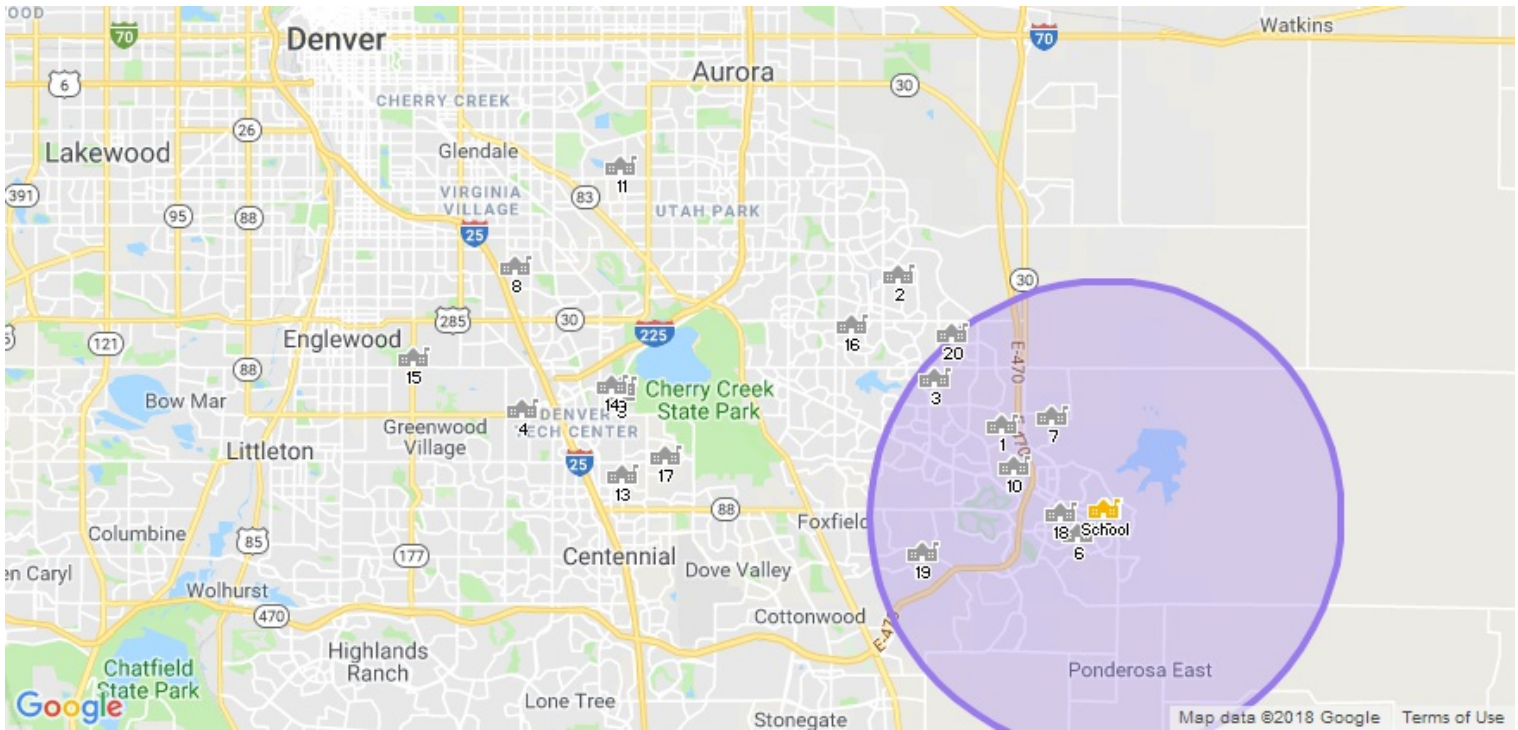 OOD
70
Denver
70
Watkins
6
Aurora
30
CHERRY CREEK
26
Lakewood
Glendale
11
391
VIRGINIA
VILLAGE
83
95
88
UTAH PARK
25
8
2
30
285
30
225
16
Englewood
20
121
15
E-470
88
3
Bow Mar
14
Cherry Creek
State Park
4
DENVER
TECH CENTER
Greenwood
Village
1
7
E-470
Littleton
25
17
10
13
88
Foxfield
Columbine
85
18
School
177
Centennial
6
19
en Caryl
Dove Valley
Wolhurst
470
Cottonwood
E-470
Highlands
Ranch
Chatfield
State Park
Ponderosa East
Lone Tree
Google
Stonegate
Map data ©2018 Google
Terms of Use